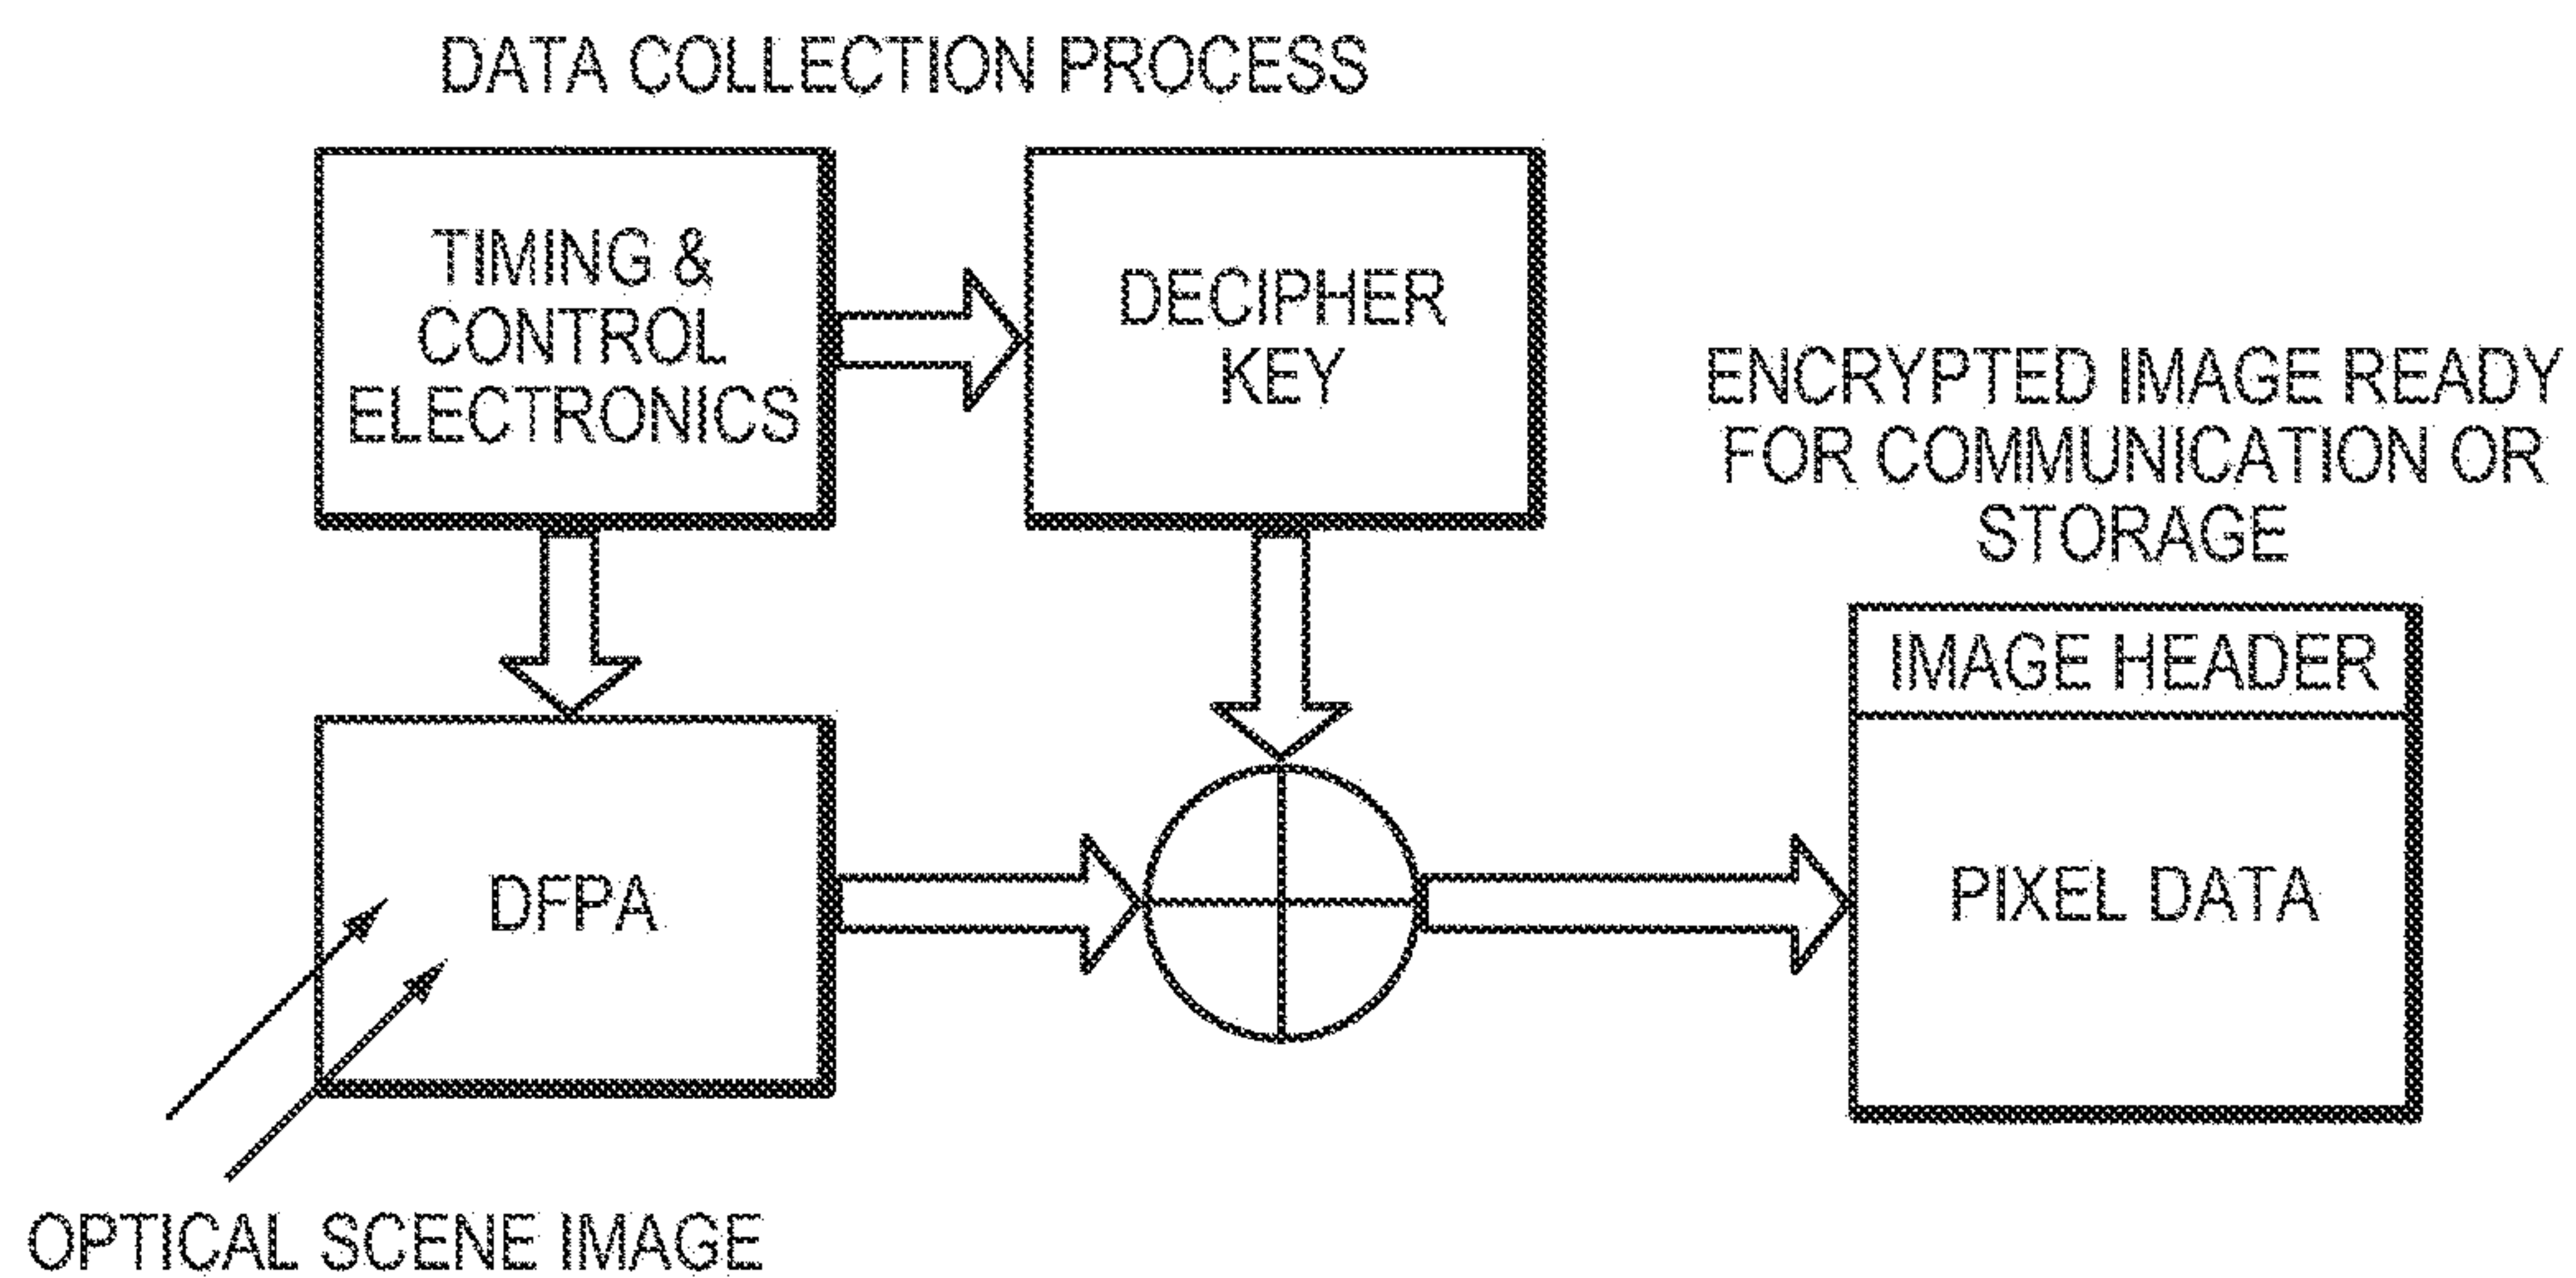 DATA COLLECTION PROCESS
TIMING &
CONTROL
ELECTRONICS
DECIPHER
KEY
ENCRYPTED IMAGE READY
FOR COMMUNICATION OR
STORAGE
IMAGE HEADER
PIXEL DATA
DFPA
OPTICAL SCENE IMAGE